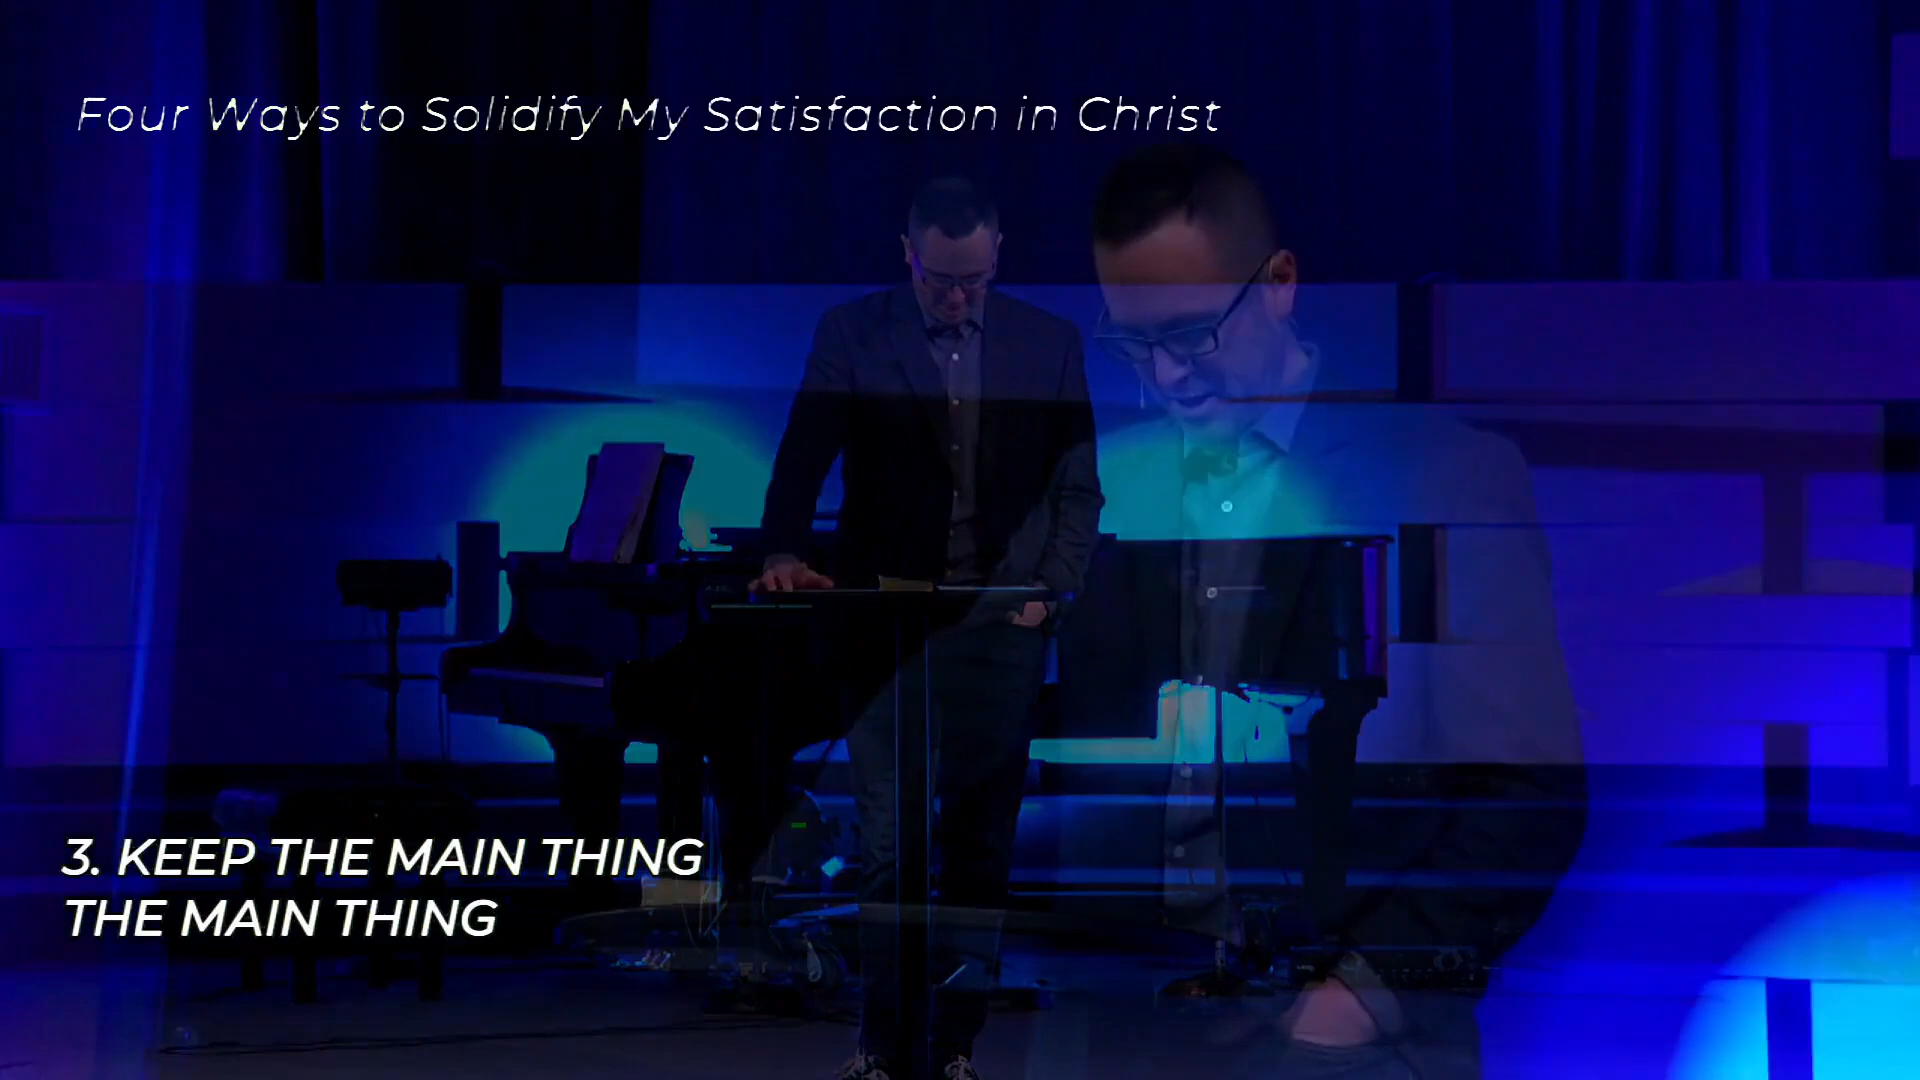 Four Ways to Solidify My Satisfaction in Christ
3. KEEP THE MAIN THING
THE MAIN THING